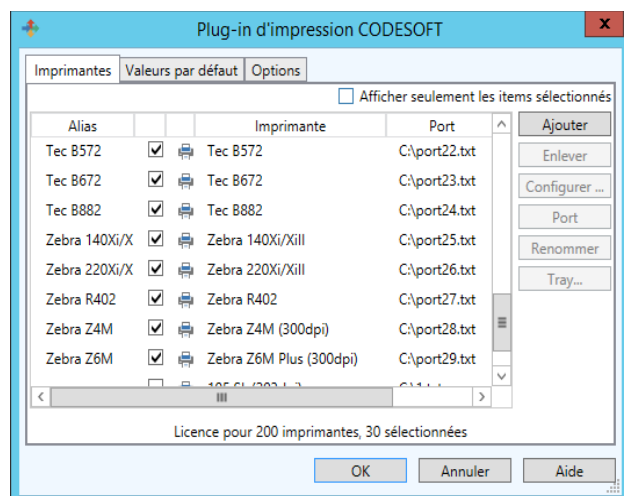 Plug-in d'impression CODESOFT
x
Imprimantes Valeurs par défaut Options
Afficher seulement les items sélectionnés
Alias Imprimante Port Ajouter
Tec B572 Tec B572 C:\port22.txt Enlever
Tec B672 Tec B672 C:\port23.txt Configurer ...
Tec B882 Tec B882 C:\port24.txt Port
Zebra 140Xi/X Zebra 140Xi/XiII C:\port25.txt Renommer
Zebra 220Xi/X Zebra 220Xi/XiII C:\port26.txt Tray...
Zebra R402 Zebra R402 C:\port27.txt
Zebra Z4M Zebra Z4M (300dpi) C:\port28.txt
Zebra Z6M Zebra Z6M Plus (300dpi) C:\port29.txt
Licence pour 200 imprimantes, 30 sélectionnées
OK Annuler Aide